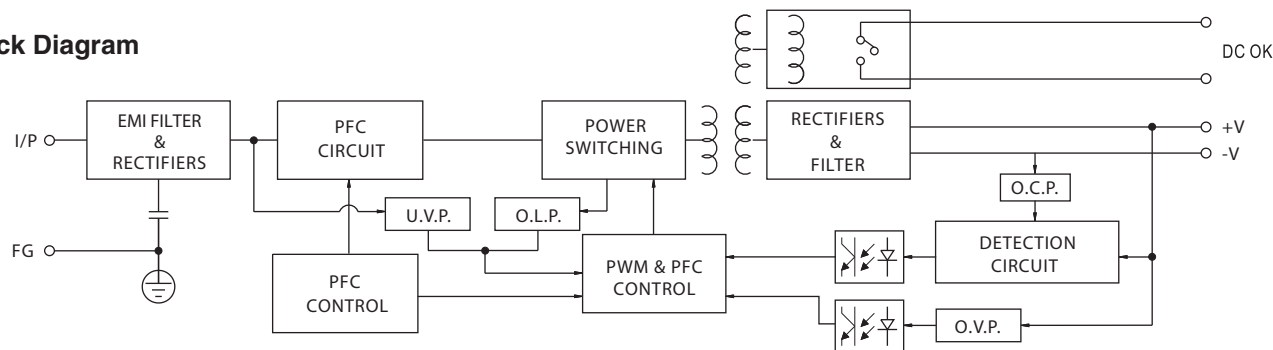 ck Diagram
DC OK
I/P
EMI FILTER
&
RECTIFIERS
PFC
CIRCUIT
POWER
SWITCHING
RECTIFIERS
&
FILTER
+V
-V
U.V.P.
O.L.P.
O.C.P.
FG
PFC
CONTROL
PWM & PFC
CONTROL
DETECTION
CIRCUIT
O.V.P.